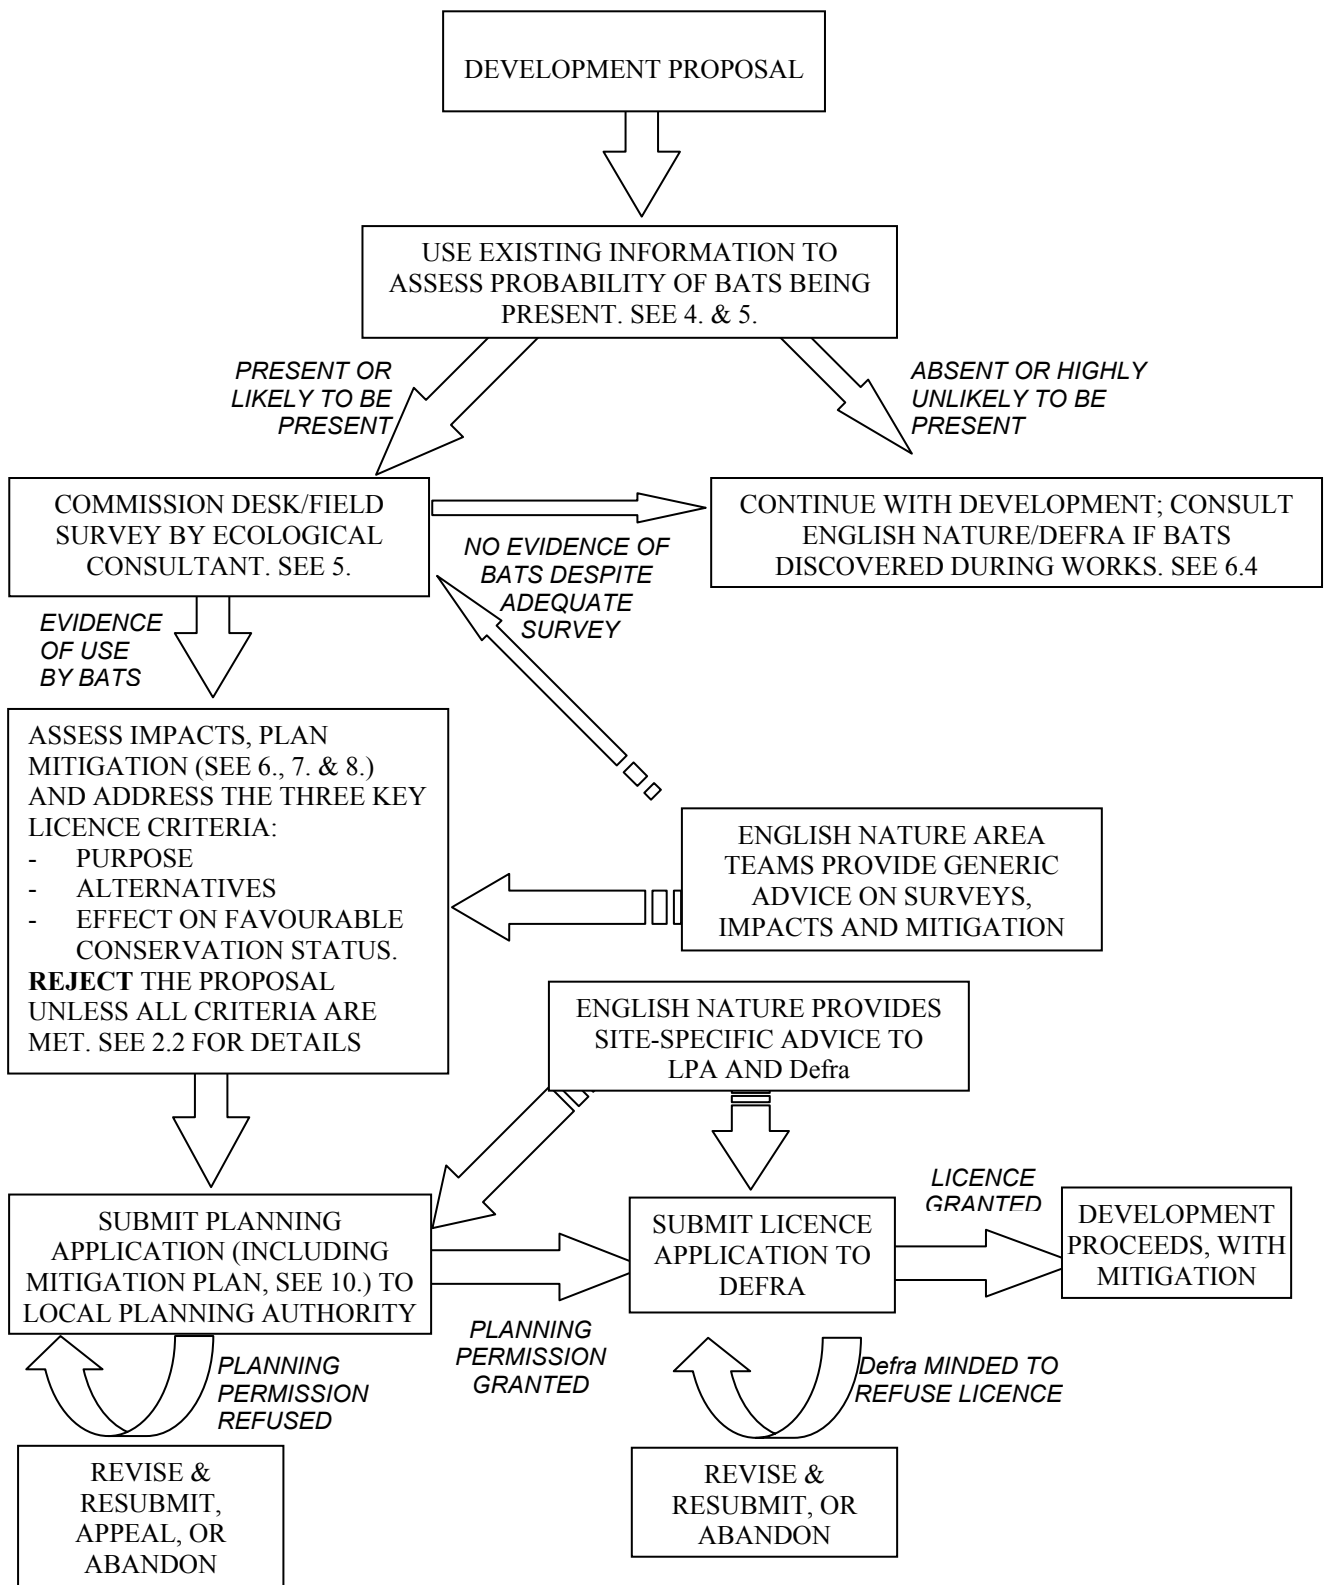 DEVELOPMENT PROPOSAL
USE EXISTING INFORMATION TO
ASSESS PROBABILITY OF BATS BEING
PRESENT. SEE 4. & 5.
PRESENT OR
LIKELY TO BE
PRESENT
ABSENT OR HIGHLY
UNLIKELY TO BE
PRESENT
COMMISSION DESK/FIELD
SURVEY BY ECOLOGICAL
CONSULTANT. SEE 5.
CONTINUE WITH DEVELOPMENT; CONSULT
ENGLISH NATURE/DEFRA IF BATS
DISCOVERED DURING WORKS. SEE 6.4
NO EVIDENCE OF
BATS DESPITE
ADEQUATE
SURVEY
EVIDENCE
OF USE
BY BATS
ASSESS IMPACTS, PLAN
MITIGATION (SEE 6., 7. & 8.)
AND ADDRESS THE THREE KEY
LICENCE CRITERIA:
- PURPOSE
- ALTERNATIVES
- EFFECT ON FAVOURABLE
CONSERVATION STATUS.
REJECT THE PROPOSAL
UNLESS ALL CRITERIA ARE
MET. SEE 2.2 FOR DETAILS
ENGLISH NATURE AREA
TEAMS PROVIDE GENERIC
ADVICE ON SURVEYS,
IMPACTS AND MITIGATION
ENGLISH NATURE PROVIDES
SITE-SPECIFIC ADVICE TO
LPA AND Defra
SUBMIT PLANNING
APPLICATION (INCLUDING
MITIGATION PLAN, SEE 10.) TO
LOCAL PLANNING AUTHORITY
PLANNING
PERMISSION
GRANTED
SUBMIT LICENCE
APPLICATION TO
DEFRA
LICENCE
GRANTED
DEVELOPMENT
PROCEEDS, WITH
MITIGATION
PLANNING
PERMISSION
REFUSED
Defra MINDED TO
REFUSE LICENCE
REVISE &
RESUBMIT,
APPEAL, OR
ABANDON
REVISE &
RESUBMIT, OR
ABANDON